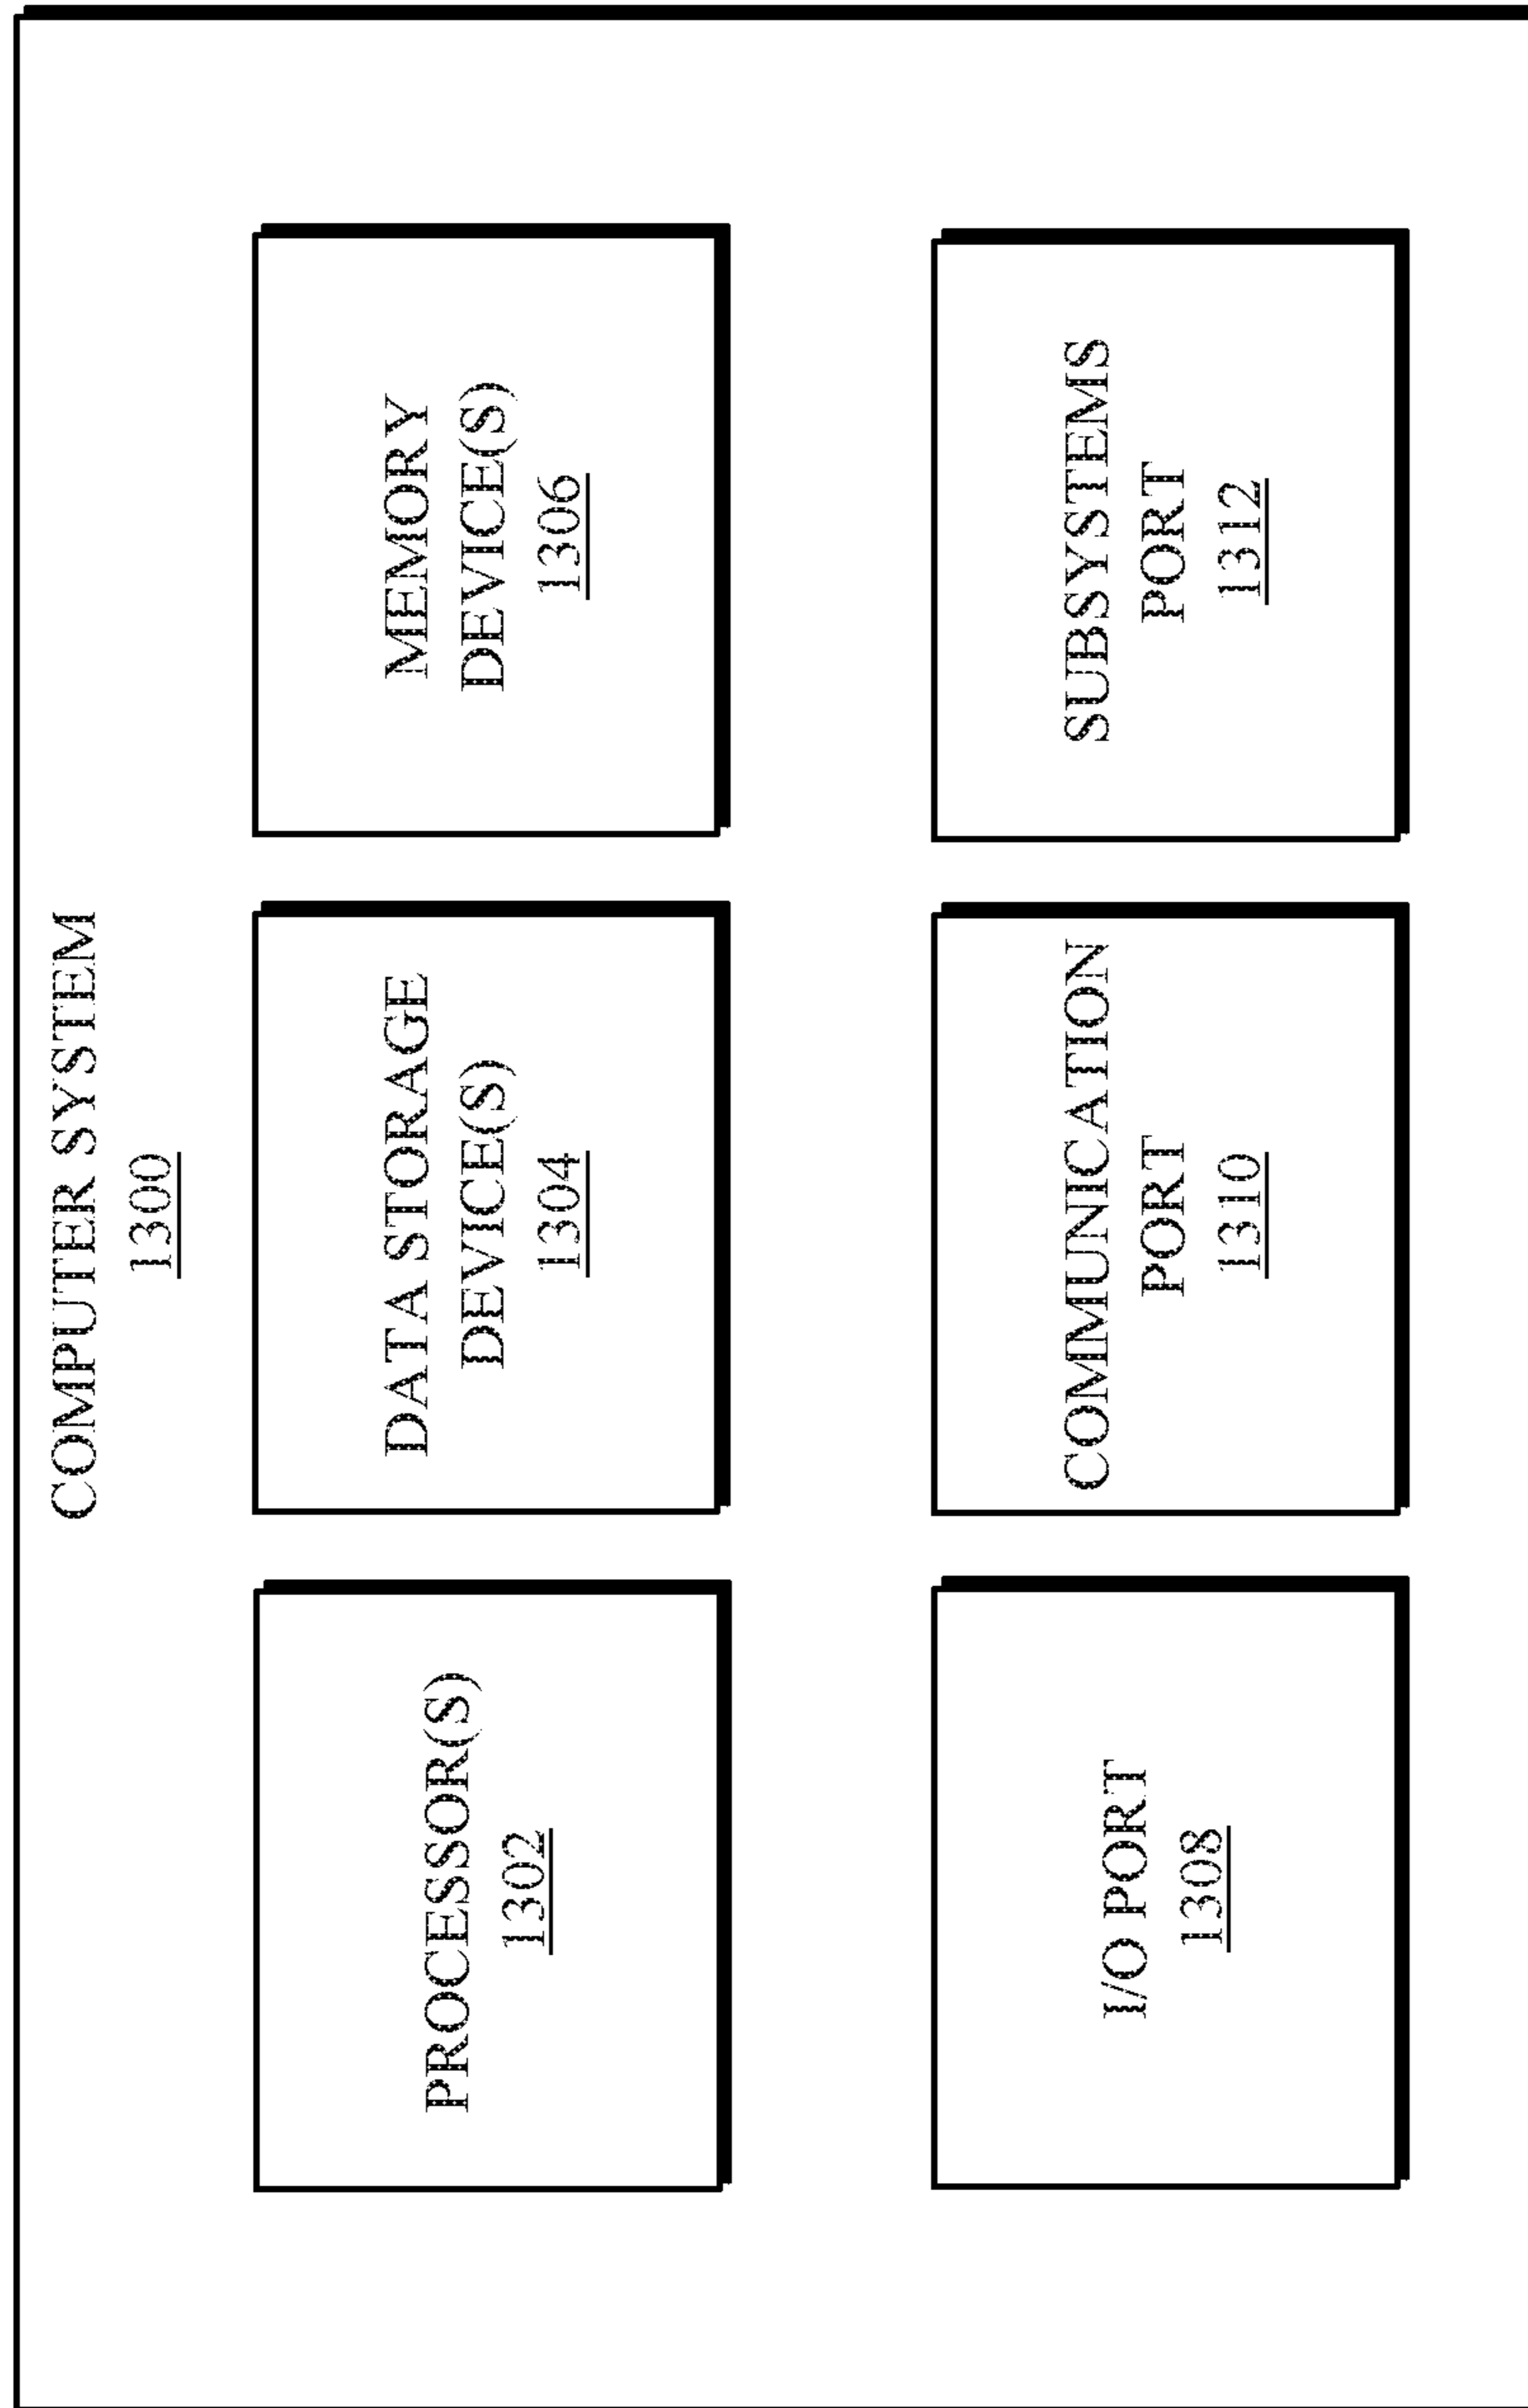 COMPUTER SYSTEM
1300
PROCESSOR(S)
1302
DATA STORAGE
DEVICE(S)
1304
MEMORY
DEVICE(S)
1306
I/O PORT
1308
COMMUNICATION
PORT
1310
SUBSYSTEMS
PORT
1312